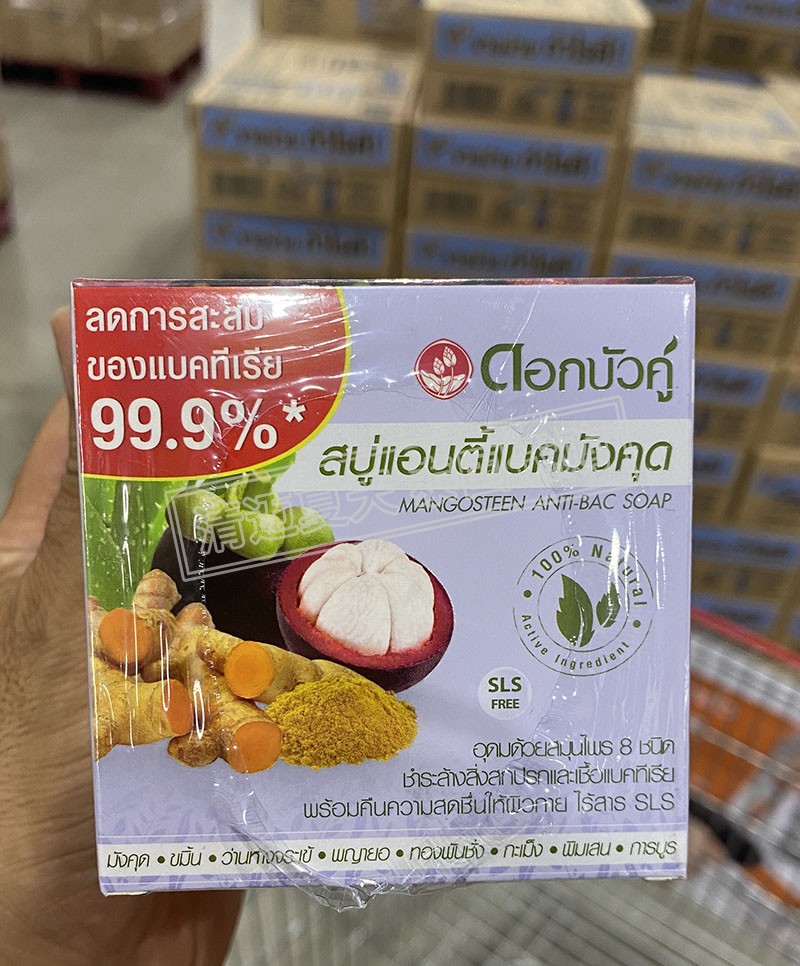 ลดการสะสม
ของแบคทีเรีย
99.9%*
ดอกบัวคู่
สบู่แอนตี้แบคมังคุด
MANGOSTEEN ANTI-BAC SOAP
100% Natural
Active Ingredient
SLS
FREE
อุดมด้วยสมุนไพร 8 ชนิด
ชำระล้างสิ่งสกปรกและเชื้อแบคทีเรีย
พร้อมคืนความสดชื่นให้ผิวกาย ไร้สาร SLS
มังคุด • ขมิ้น • ว่านหางจระเข้ • พญายอ • ทองพันชั่ง • กะเม็ง • พิมเสน • การบูร